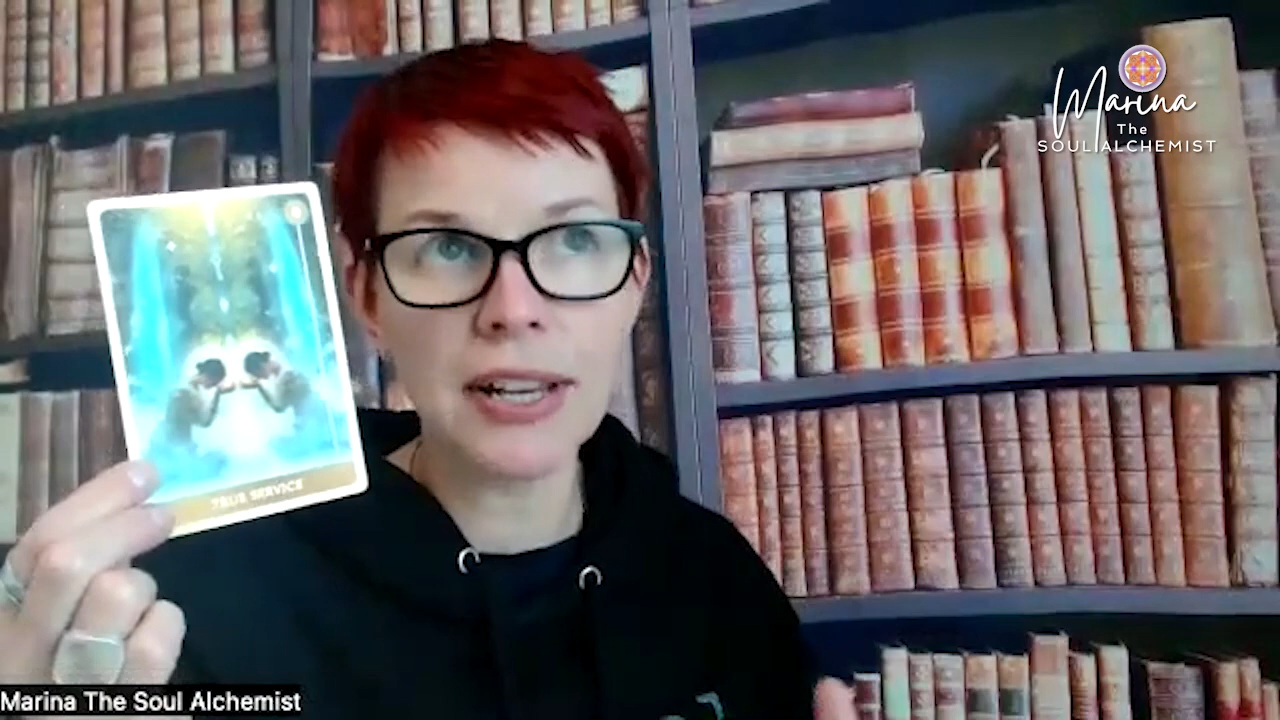 Marina
The
SOUL ALCHEMIST
TRUE SERVICE
Marina The Soul Alchemist